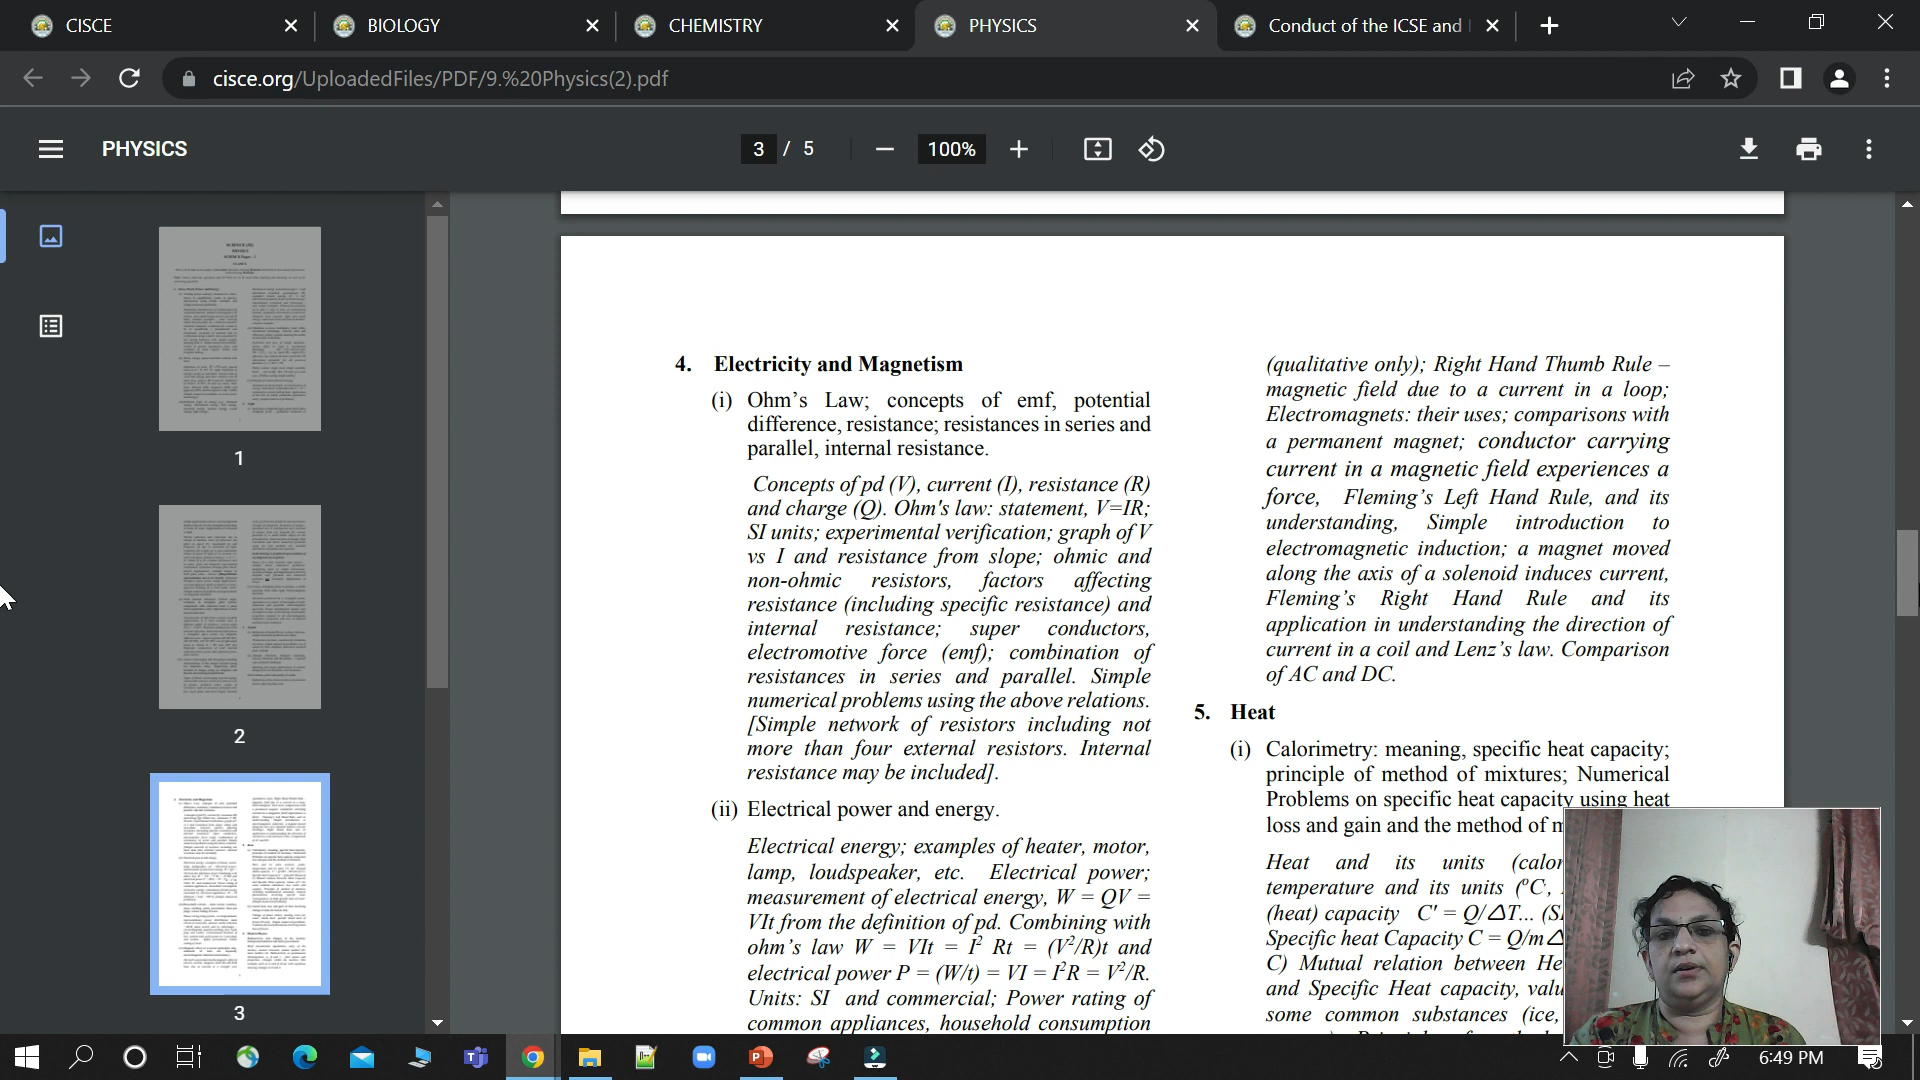 CISCE
BIOLOGY
CHEMISTRY
PHYSICS
Conduct of the ICSE and
cisce.org/UploadedFiles/PDF/9.%20Physics(2).pdf
PHYSICS
3 / 5
100%
1
2
3
4. Electricity and Magnetism
(i) Ohm's Law; concepts of emf, potential
difference, resistance; resistances in series and
parallel, internal resistance.
Concepts of pd (V), current (I), resistance (R)
and charge (Q). Ohm's law: statement, V=IR;
SI units; experimental verification; graph of V
vs I and resistance from slope; ohmic and
non-ohmic resistors, factors affecting
resistance (including specific resistance) and
internal resistance; super conductors,
electromotive force (emf); combination of
resistances in series and parallel. Simple
numerical problems using the above relations.
[Simple network of resistors including not
more than four external resistors. Internal
resistance may be included].
(ii) Electrical power and energy.
Electrical energy; examples of heater, motor,
lamp, loudspeaker, etc. Electrical power;
measurement of electrical energy, W = QV =
VIt from the definition of pd. Combining with
ohm's law W = VIt = I² Rt = (V²/R)t and
electrical power P = (W/t) = VI = I²R = V²/R.
Units: SI and commercial; Power rating of
common appliances, household consumption
(qualitative only); Right Hand Thumb Rule –
magnetic field due to a current in a loop;
Electromagnets: their uses; comparisons with
a permanent magnet; conductor carrying
current in a magnetic field experiences a
force, Fleming's Left Hand Rule, and its
understanding, Simple introduction to
electromagnetic induction; a magnet moved
along the axis of a solenoid induces current,
Fleming's Right Hand Rule and its
application in understanding the direction of
current in a coil and Lenz's law. Comparison
of AC and DC.
5. Heat
(i) Calorimetry: meaning, specific heat capacity;
principle of method of mixtures; Numerical
Problems on specific heat capacity using heat
loss and gain and the method of
Heat and its units (calor
temperature and its units (ºC,
(heat) capacity C' = Q/△T... (SI
Specific heat Capacity C = Q/m△
C) Mutual relation between He
and Specific Heat capacity, valu
some common substances (ice,
6:49 PM